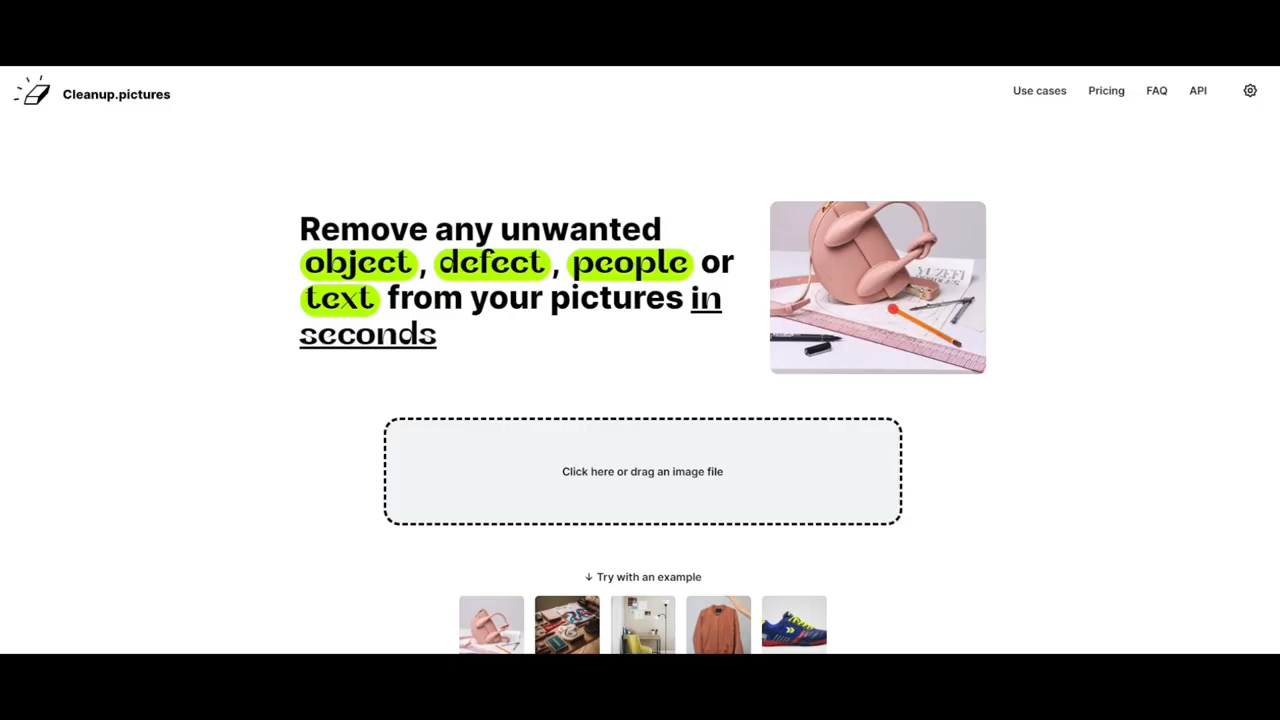 Cleanup.pictures
Use cases Pricing FAQ API
Remove any unwanted
object, defect, people or
text from your pictures in
seconds
YUZEFI
Click here or drag an image file
↓ Try with an example